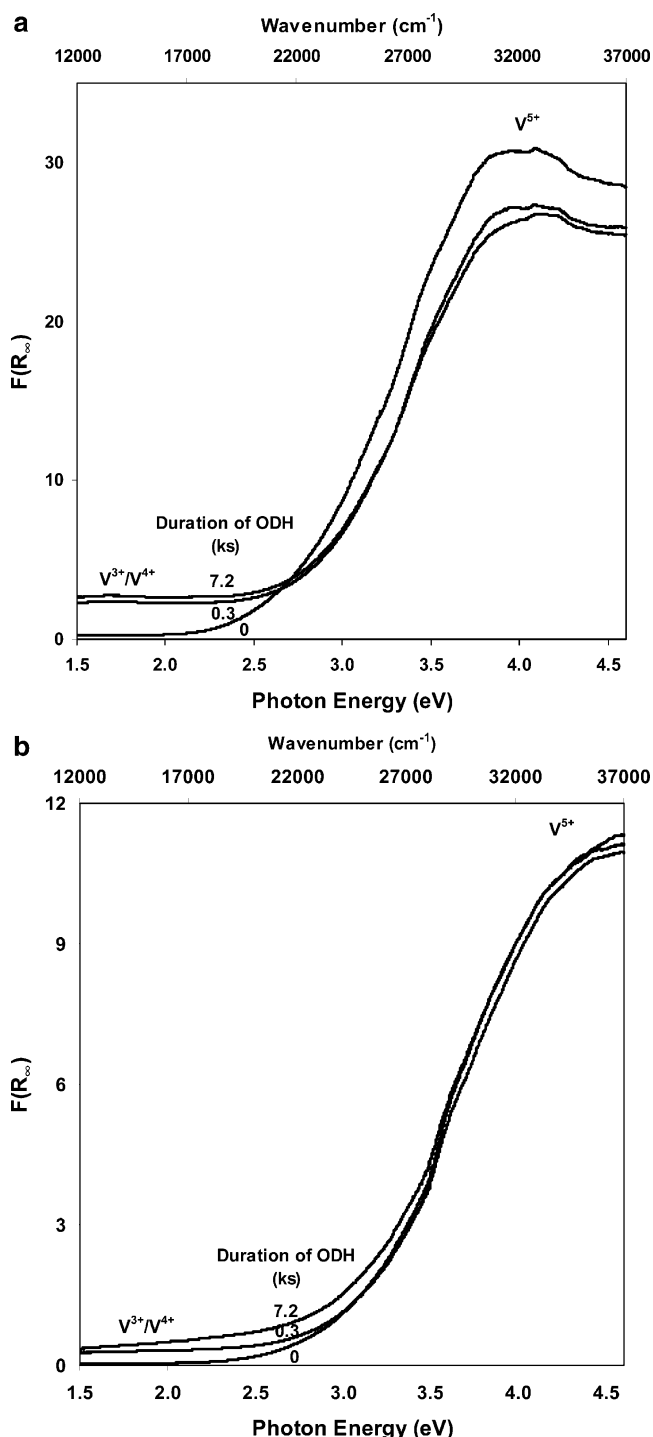 a
Wavenumber (cm-1)
12000 17000 22000 27000 32000 37000
V5+
30
20
F(R∞)
10
Duration of ODH
(ks)
V3+/V4+
7.2
0.3
0
0
1.5 2.0 2.5 3.0 3.5 4.0 4.5
Photon Energy (eV)
b
Wavenumber (cm-1)
12000 17000 22000 27000 32000 37000
12
V5+
9
F(R∞)
6
3
Duration of ODH
(ks)
7.2
V3+/V4+
0.3
0
0
1.5 2.0 2.5 3.0 3.5 4.0 4.5
Photon Energy (eV)